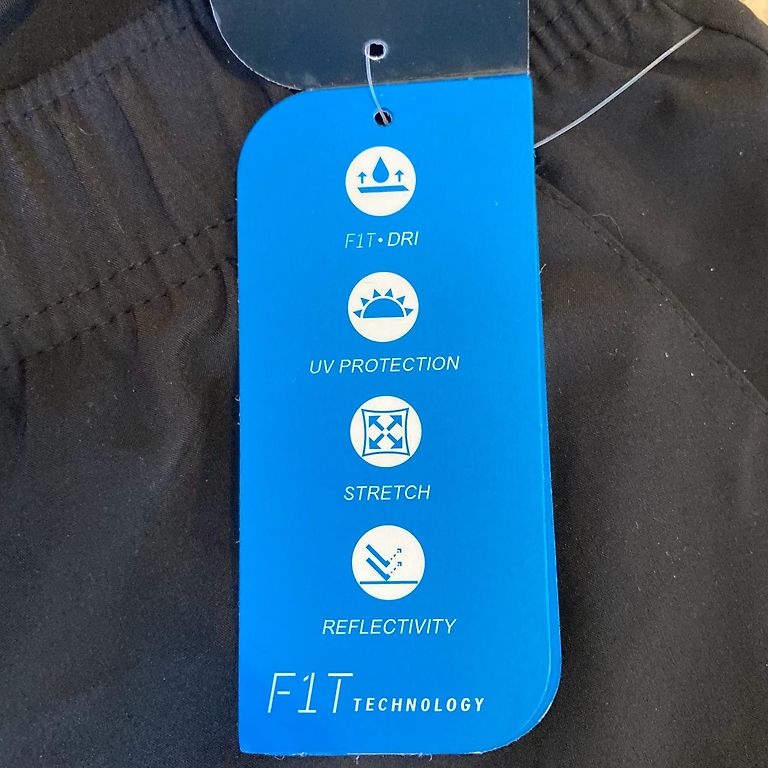 F1T• DRI
UV PROTECTION
STRETCH
REFLECTIVITY
F1T TECHNOLOGY